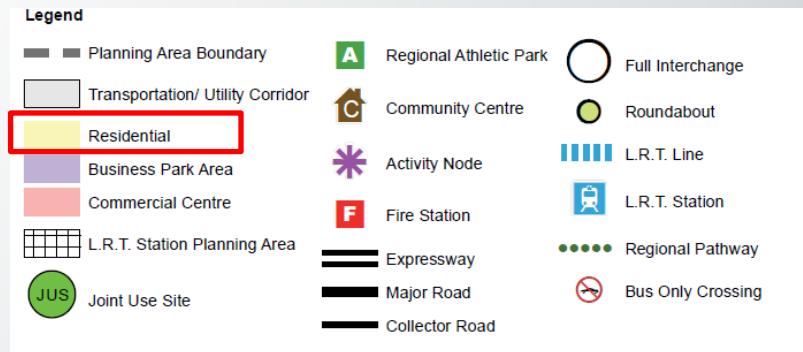 Legend
Planning Area Boundary
Transportation/ Utility Corridor
Residential
Business Park Area
Commercial Centre
L.R.T. Station Planning Area
JUS Joint Use Site
A Regional Athletic Park
C Community Centre
Activity Node
F Fire Station
Expressway
Major Road
Collector Road
Full Interchange
Roundabout
L.R.T. Line
L.R.T. Station
Regional Pathway
Bus Only Crossing